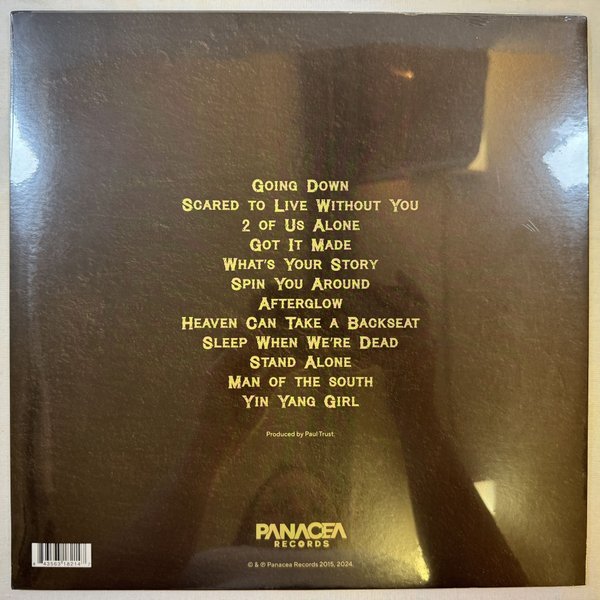 Going Down
Scared to Live Without You
2 of Us Alone
Got It Made
What's Your Story
Spin You Around
Afterglow
Heaven Can Take a Backseat
Sleep When We're Dead
Stand Alone
Man of the south
Yin Yang Girl
Produced by Paul Trust.
PANACEA
RECORDS
© & ℗ Panacea Records 2015, 2024.